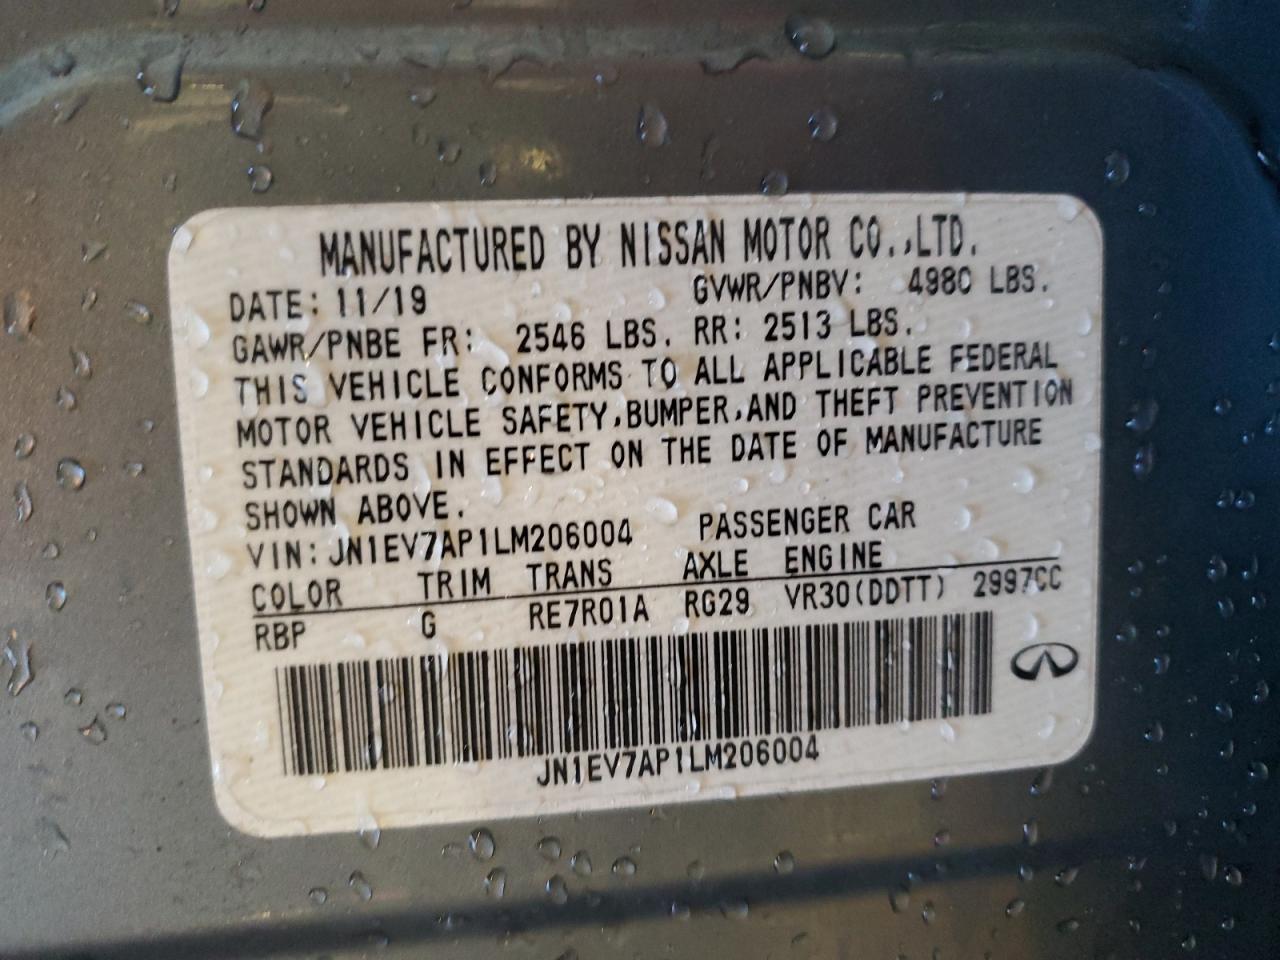 MANUFACTURED BY NISSAN MOTOR CO.,LTD.
DATE: 11/19 GVWR/PNBV: 4980 LBS.
GAWR/PNBE FR: 2546 LBS. RR: 2513 LBS.
THIS VEHICLE CONFORMS TO ALL APPLICABLE FEDERAL
MOTOR VEHICLE SAFETY,BUMPER,AND THEFT PREVENTION
STANDARDS IN EFFECT ON THE DATE OF MANUFACTURE
SHOWN ABOVE.
VIN: JN1EV7AP1LM206004 PASSENGER CAR
COLOR TRIM TRANS AXLE ENGINE
RBP G RE7R01A RG29 VR30(DDTT) 2997CC
JN1EV7AP1LM206004